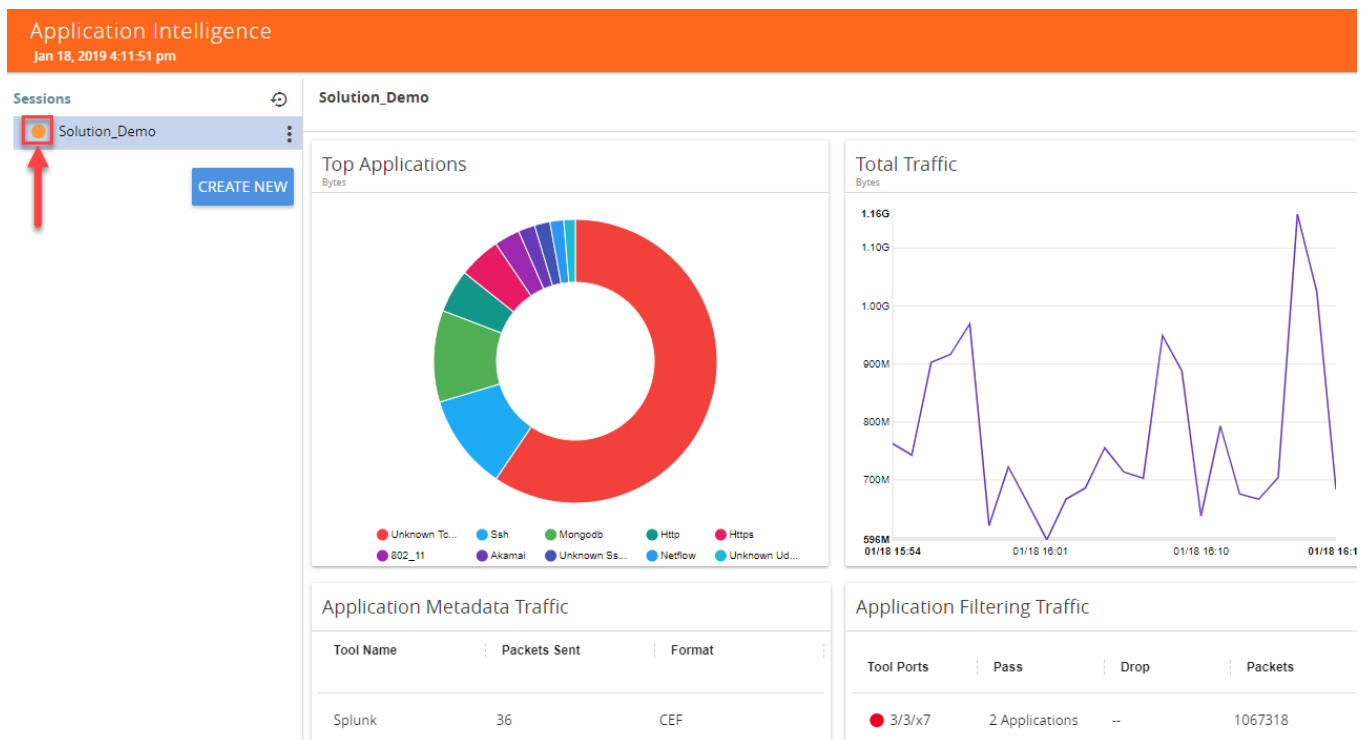 Application Intelligence
Jan 18, 2019 4:11:51 pm
Sessions
Solution_Demo
CREATE NEW
Solution_Demo
Top Applications
Bytes
Unknown Tc... Ssh Mongodb Http Https
802_11 Akamai Unknown Ss... Netflow Unknown Ud...
Total Traffic
Bytes
1.16G
1.10G
1.00G
900M
800M
700M
596M
01/18 15:54 01/18 16:01 01/18 16:10 01/18 16:1
Application Metadata Traffic
Tool Name Packets Sent Format
Splunk 36 CEF
Application Filtering Traffic
Tool Ports Pass Drop Packets
3/3/x7 2 Applications -- 1067318